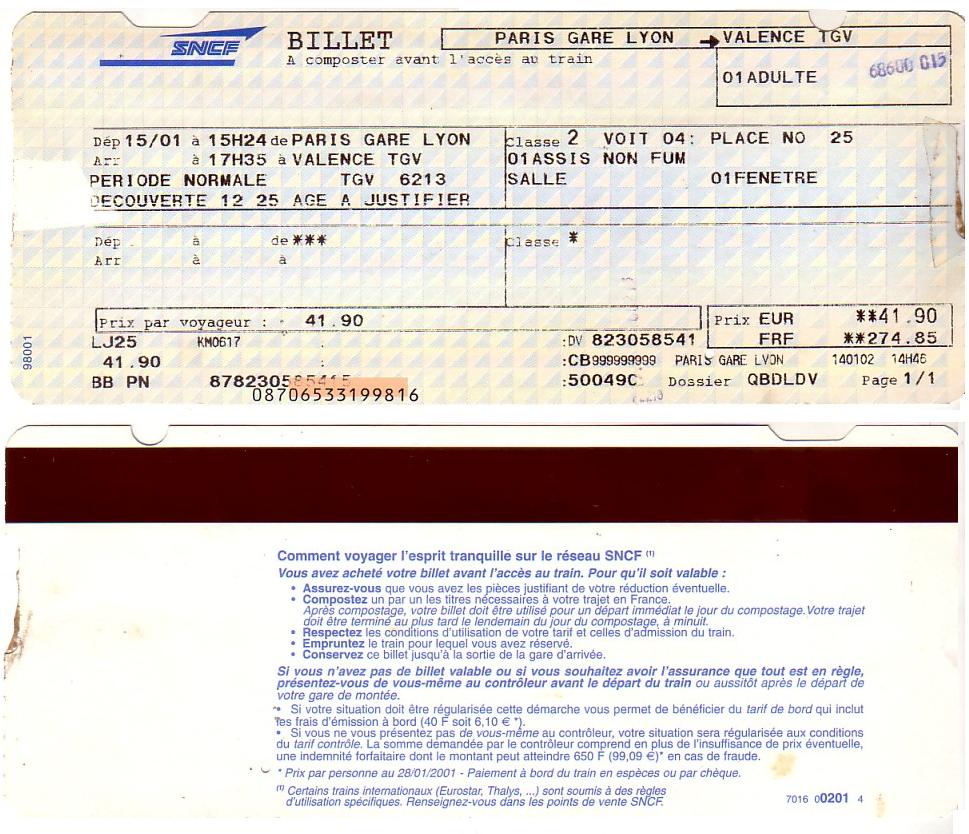 SNCF BILLET PARIS GARE LYON → VALENCE TGV
A composter avant l'accès au train
01ADULTE 68600 015
Dép 15/01 à 15H24 de PARIS GARE LYON Classe 2 VOIT 04: PLACE NO 25
Arr à 17H35 à VALENCE TGV 01ASSIS NON FUM
PERIODE NORMALE TGV 6213 SALLE 01FENETRE
DECOUVERTE 12 25 AGE A JUSTIFIER
Dép à de *** Classe *
Arr à à
Prix par voyageur : 41.90 Prix EUR **41.90
FRF **274.85
LJ25 KM0617 :DV 823058541
41.90 :CB999999999 PARIS GARE LYON 140102 14H46
BB PN 878230585415 :50049C Dossier QBDLDV Page 1/1
08706533199816
98001
Comment voyager l'esprit tranquille sur le réseau SNCF (1)
Vous avez acheté votre billet avant l'accès au train. Pour qu'il soit valable :
• Assurez-vous que vous avez les pièces justifiant de votre réduction éventuelle.
• Compostez un par un les titres nécessaires à votre trajet en France.
Après compostage, votre billet doit être utilisé pour un départ immédiat le jour du compostage.Votre trajet
doit être terminé au plus tard le lendemain du jour du compostage, à minuit.
• Respectez les conditions d'utilisation de votre tarif et celles d'admission du train.
• Empruntez le train pour lequel vous avez réservé.
• Conservez ce billet jusqu'à la sortie de la gare d'arrivée.
Si vous n'avez pas de billet valable ou si vous souhaitez avoir l'assurance que tout est en règle,
présentez-vous de vous-même au contrôleur avant le départ du train ou aussitôt après le départ de
votre gare de montée.
• Si votre situation doit être régularisée cette démarche vous permet de bénéficier du tarif de bord qui inclut
les frais d'émission à bord (40 F soit 6,10 € *).
• Si vous ne vous présentez pas de vous-même au contrôleur, votre situation sera régularisée aux conditions
du tarif contrôle. La somme demandée par le contrôleur comprend en plus de l'insuffisance de prix éventuelle,
une indemnité forfaitaire dont le montant peut atteindre 650 F (99,09 €)* en cas de fraude.
* Prix par personne au 28/01/2001 - Paiement à bord du train en espèces ou par chèque.
(1) Certains trains internationaux (Eurostar, Thalys, ...) sont soumis à des règles
d'utilisation spécifiques. Renseignez-vous dans les points de vente SNCF.
7016 00201 4